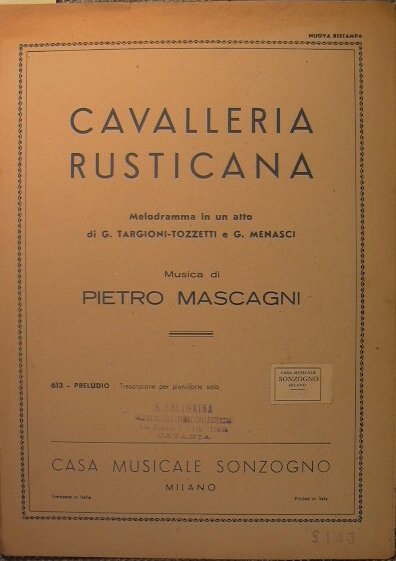 NUOVA RISTAMPA
CAVALLERIA
RUSTICANA
Melodramma in un atto
di G. TARGIONI-TOZZETTI e G. MENASCI
Musica di
PIETRO MASCAGNI
CASA MUSICALE
SONZOGNO
MILANO
613 - PRELUDIO - Trascrizione per pianoforte solo
CATANIA
CASA MUSICALE SONZOGNO
MILANO
Stampato in Italia
Printed in Italy